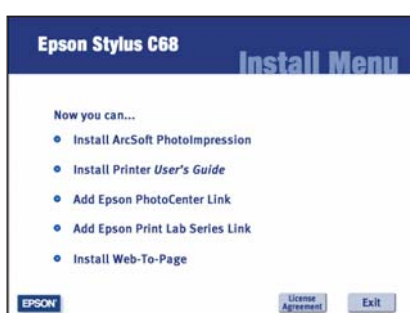 Epson Stylus C68
Install Menu
Now you can...
Install ArcSoft PhotoImpression
Install Printer User's Guide
Add Epson PhotoCenter Link
Add Epson Print Lab Series Link
Install Web-To-Page
EPSON
License
Agreement
Exit